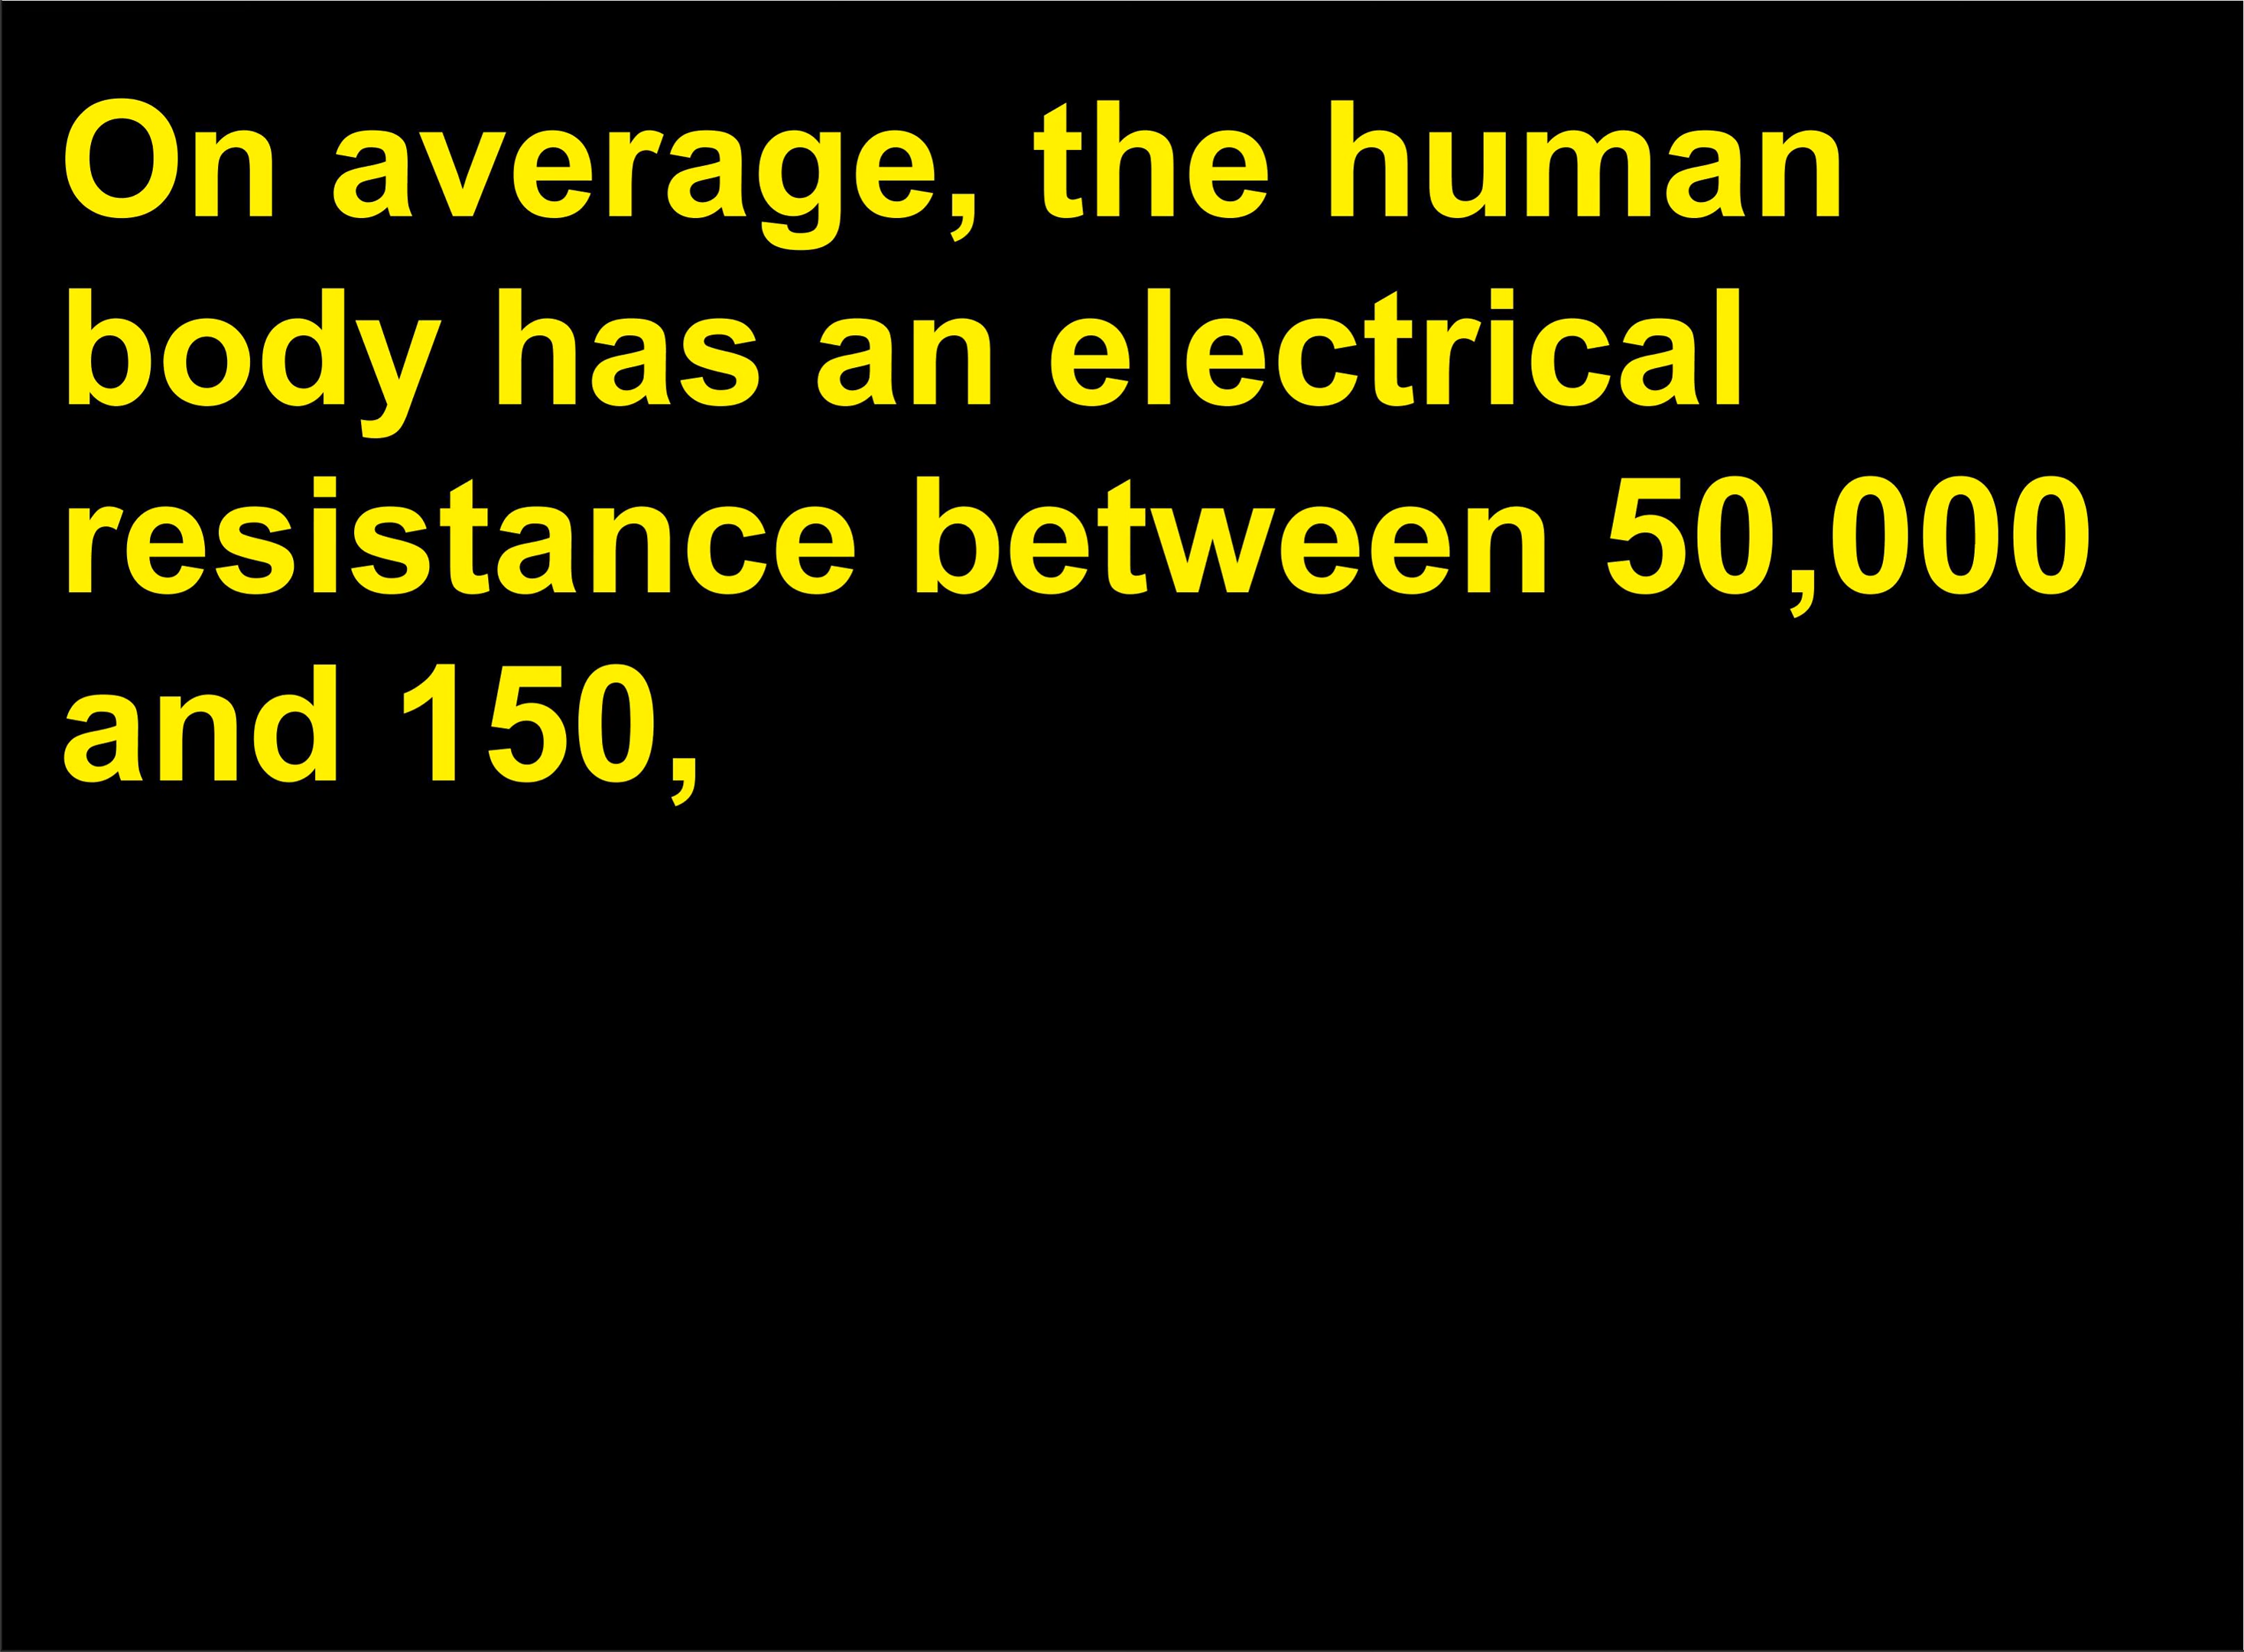 On average, the human
body has an electrical
resistance between 50,000
and 150,